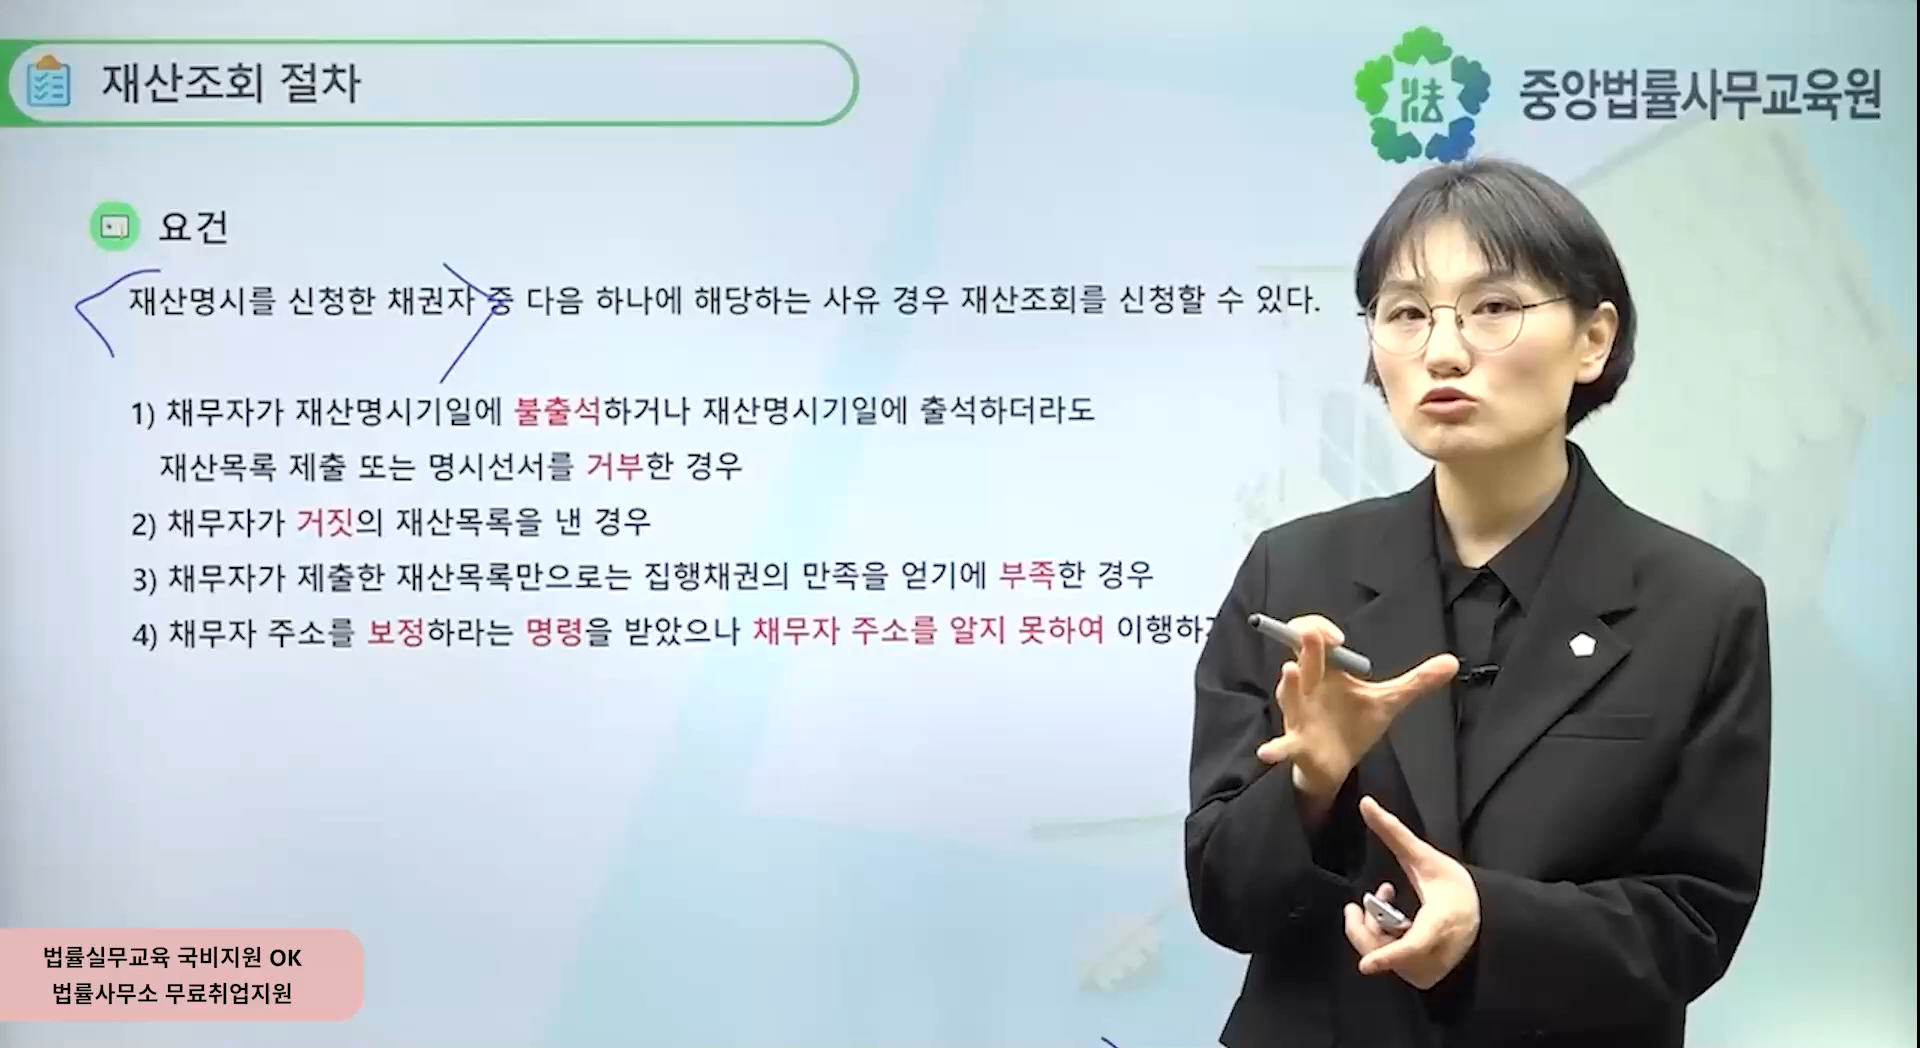 재산조회 절차
중앙법률사무교육원
요건
재산명시를 신청한 채권자 중 다음 하나에 해당하는 사유 경우 재산조회를 신청할 수 있다.
1) 채무자가 재산명시기일에 불출석하거나 재산명시기일에 출석하더라도
재산목록 제출 또는 명시선서를 거부한 경우
2) 채무자가 거짓의 재산목록을 낸 경우
3) 채무자가 제출한 재산목록만으로는 집행채권의 만족을 얻기에 부족한 경우
4) 채무자 주소를 보정하라는 명령을 받았으나 채무자 주소를 알지 못하여 이행하
법률실무교육 국비지원 OK
법률사무소 무료취업지원